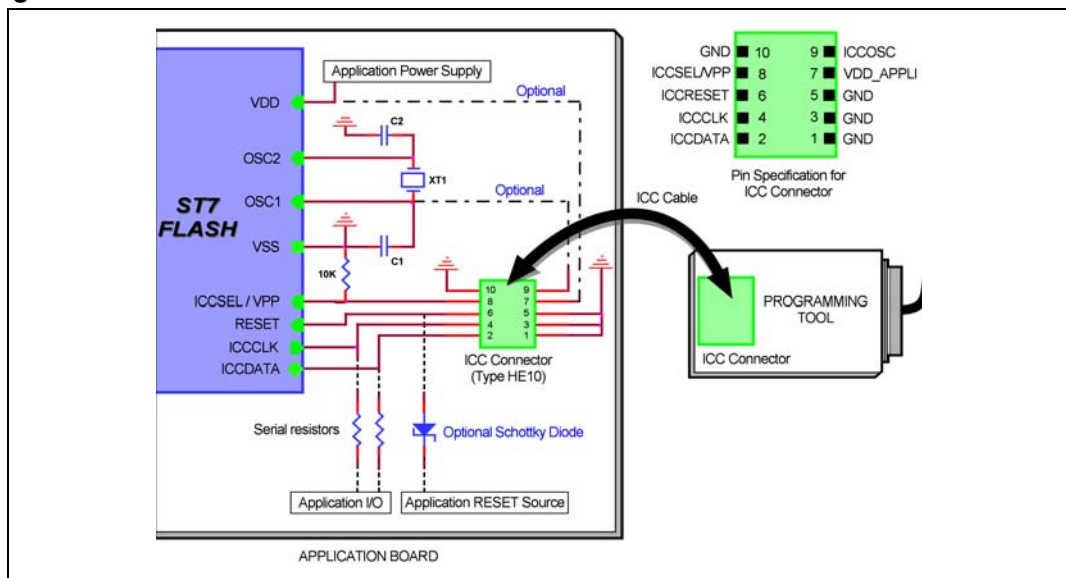 Application Power Supply
Optional
VDD
C2
OSC2
XT1
OSC1
Optional
ST7
FLASH
VSS
C1
10K
ICCSEL / VPP
RESET
ICCCLK
ICCDATA
10 9
8 7
6 5
4 3
2 1
ICC Connector
(Type HE10)
Serial resistors
Optional Schottky Diode
Application I/O
Application RESET Source
APPLICATION BOARD
GND 10 9 ICCOSC
ICCSEL/VPP 8 7 VDD_APPLI
ICCRESET 6 5 GND
ICCCLK 4 3 GND
ICCDATA 2 1 GND
Pin Specification for
ICC Connector
ICC Cable
PROGRAMMING
TOOL
ICC Connector